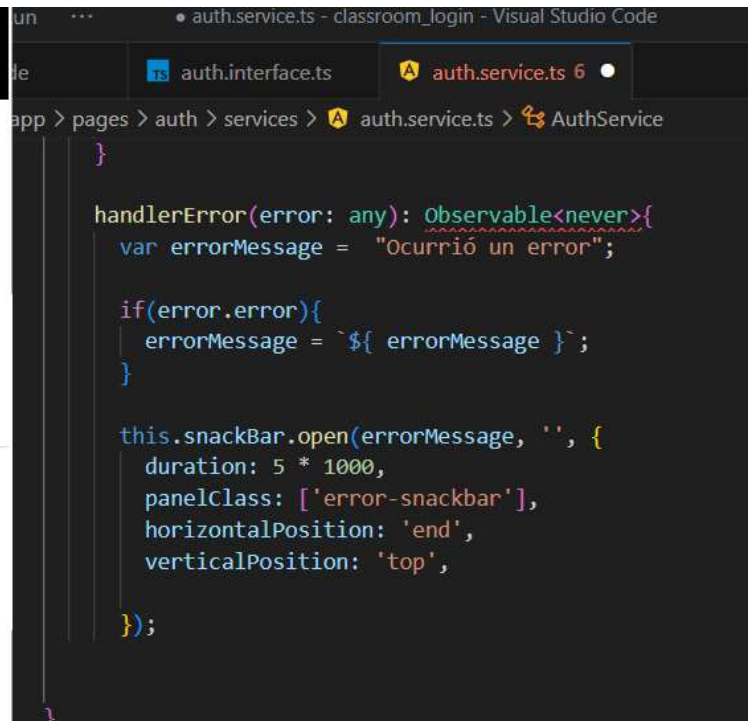 un ... ● auth.service.ts - classroom_login - Visual Studio Code
de TS auth.interface.ts auth.service.ts 6 ●
app > pages > auth > services > auth.service.ts > AuthService
}
handlerError(error: any): Observable<never>{
var errorMessage = "Ocurrió un error";
if(error.error){
errorMessage = `${ errorMessage }`;
}
this.snackBar.open(errorMessage, '', {
duration: 5 * 1000,
panelClass: ['error-snackbar'],
horizontalPosition: 'end',
verticalPosition: 'top',
});
}